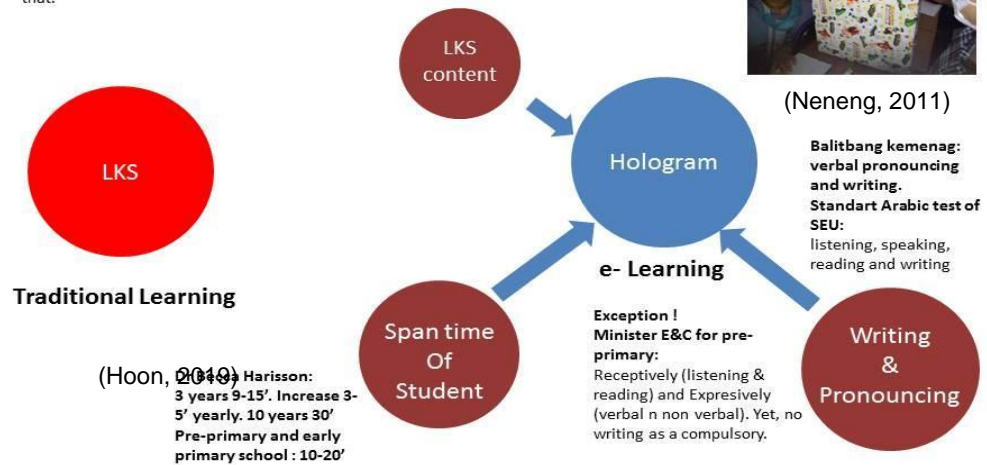 that.
LKS
content
(Neneng, 2011)
LKS
Hologram
Balitbang kemenag:
verbal pronouncing
and writing.
Standart Arabic test of
SEU:
listening, speaking,
reading and writing
e- Learning
Traditional Learning
Span time
Of
Student
Exception !
Minister E&C for pre-
primary:
Receptively (listening &
reading) and Expresively
(verbal n non verbal). Yet, no
writing as a compulsory.
Writing
&
Pronouncing
(Hoon, 2019)
Becca Harisson:
3 years 9-15’. Increase 3-
5’ yearly. 10 years 30’
Pre-primary and early
primary school : 10-20’